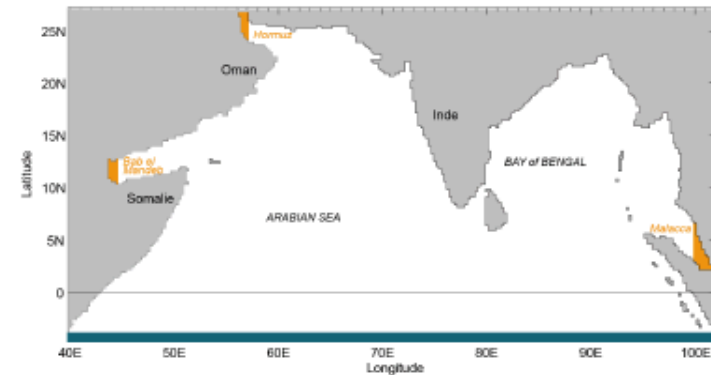 25N
Hormuz
Oman
22N
Inde
15N
Bab el
Mandeb
BAY of BENGAL
10N
Somalie
ARABIAN SEA
Malacca
5N
0
Latitude
40E 50E 60E 70E 80E 90E 100E
Longitude